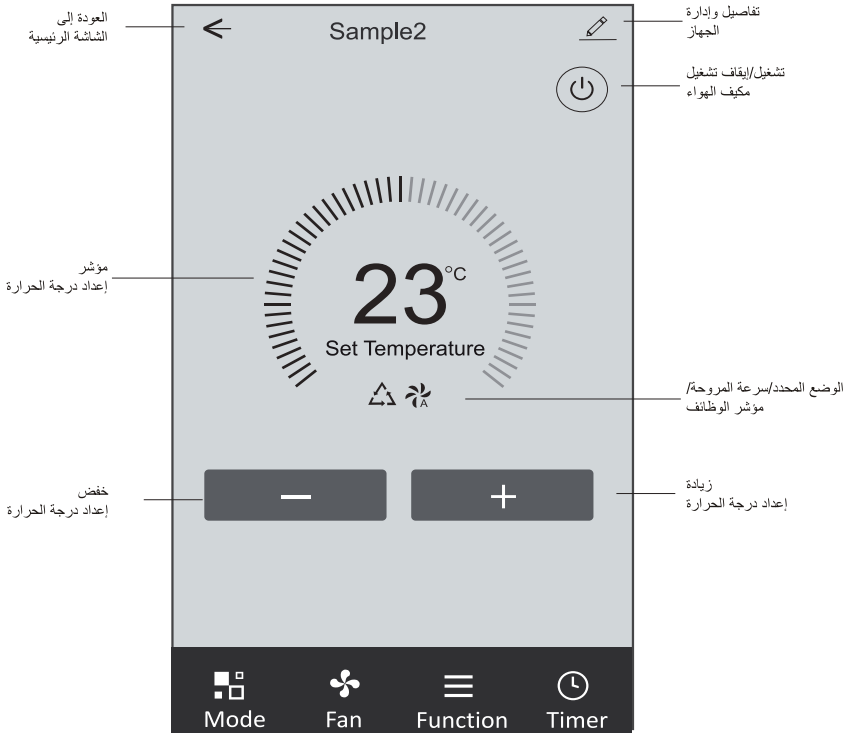 العودة إلى
الشاشة الرئيسية
Sample2
تفاصيل وإدارة
الجهاز
تشغيل/إيقاف تشغيل
مكيف الهواء
مؤشر
إعداد درجة الحرارة
23°C
Set Temperature
A
الوضع المحدد/سرعة المروحة/
مؤشر الوظائف
خفض
إعداد درجة الحرارة
زيادة
إعداد درجة الحرارة
Mode
Fan
Function
Timer